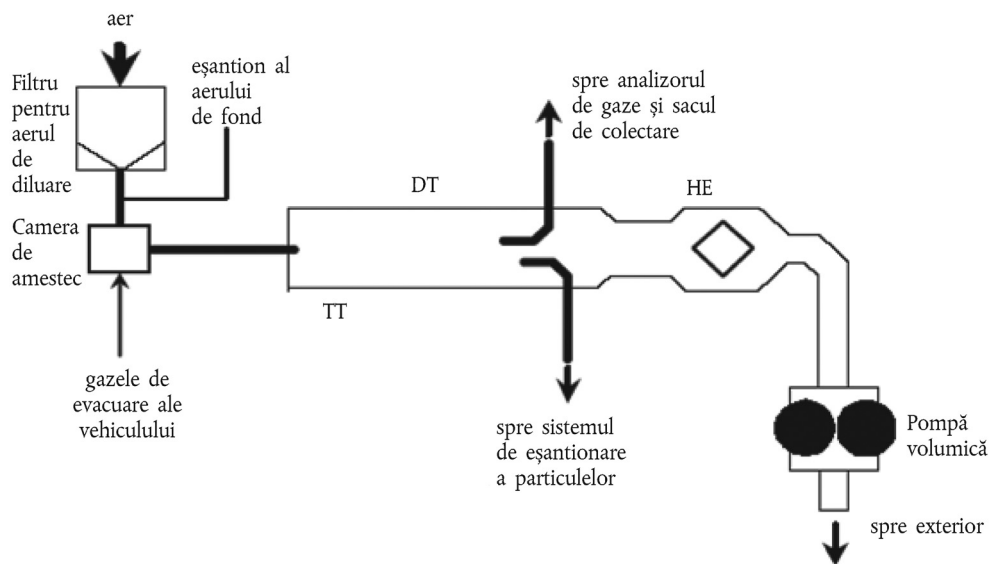 aer
Filtru
pentru
aerul
de
diluare
eșantion al
aerului
de fond
spre analizorul
de gaze și sacul
de colectare
DT
HE
Camera
de
amestec
TT
gazele de
evacuare ale
vehiculului
spre sistemul
de eșantionare
a particulelor
Pompă
volumică
spre exterior